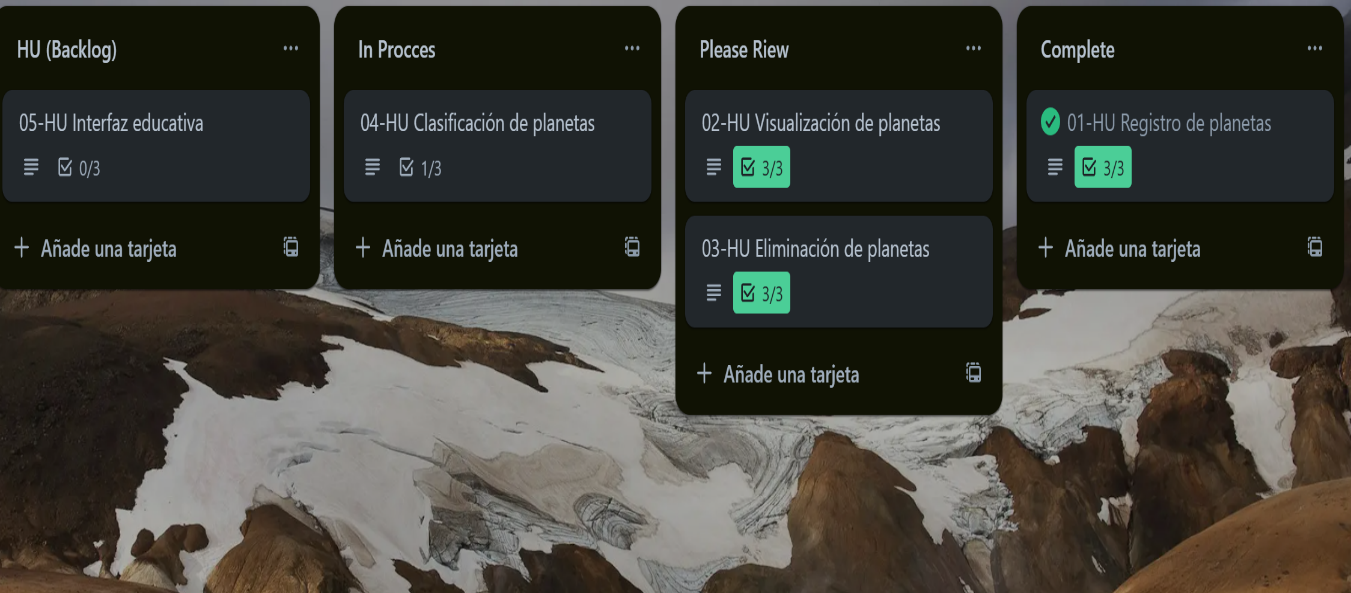 HU (Backlog)
05-HU Interfaz educativa
0/3
Añade una tarjeta
In Procces
04-HU Clasificación de planetas
1/3
Añade una tarjeta
Please Riew
02-HU Visualización de planetas
3/3
03-HU Eliminación de planetas
3/3
Añade una tarjeta
Complete
01-HU Registro de planetas
3/3
Añade una tarjeta